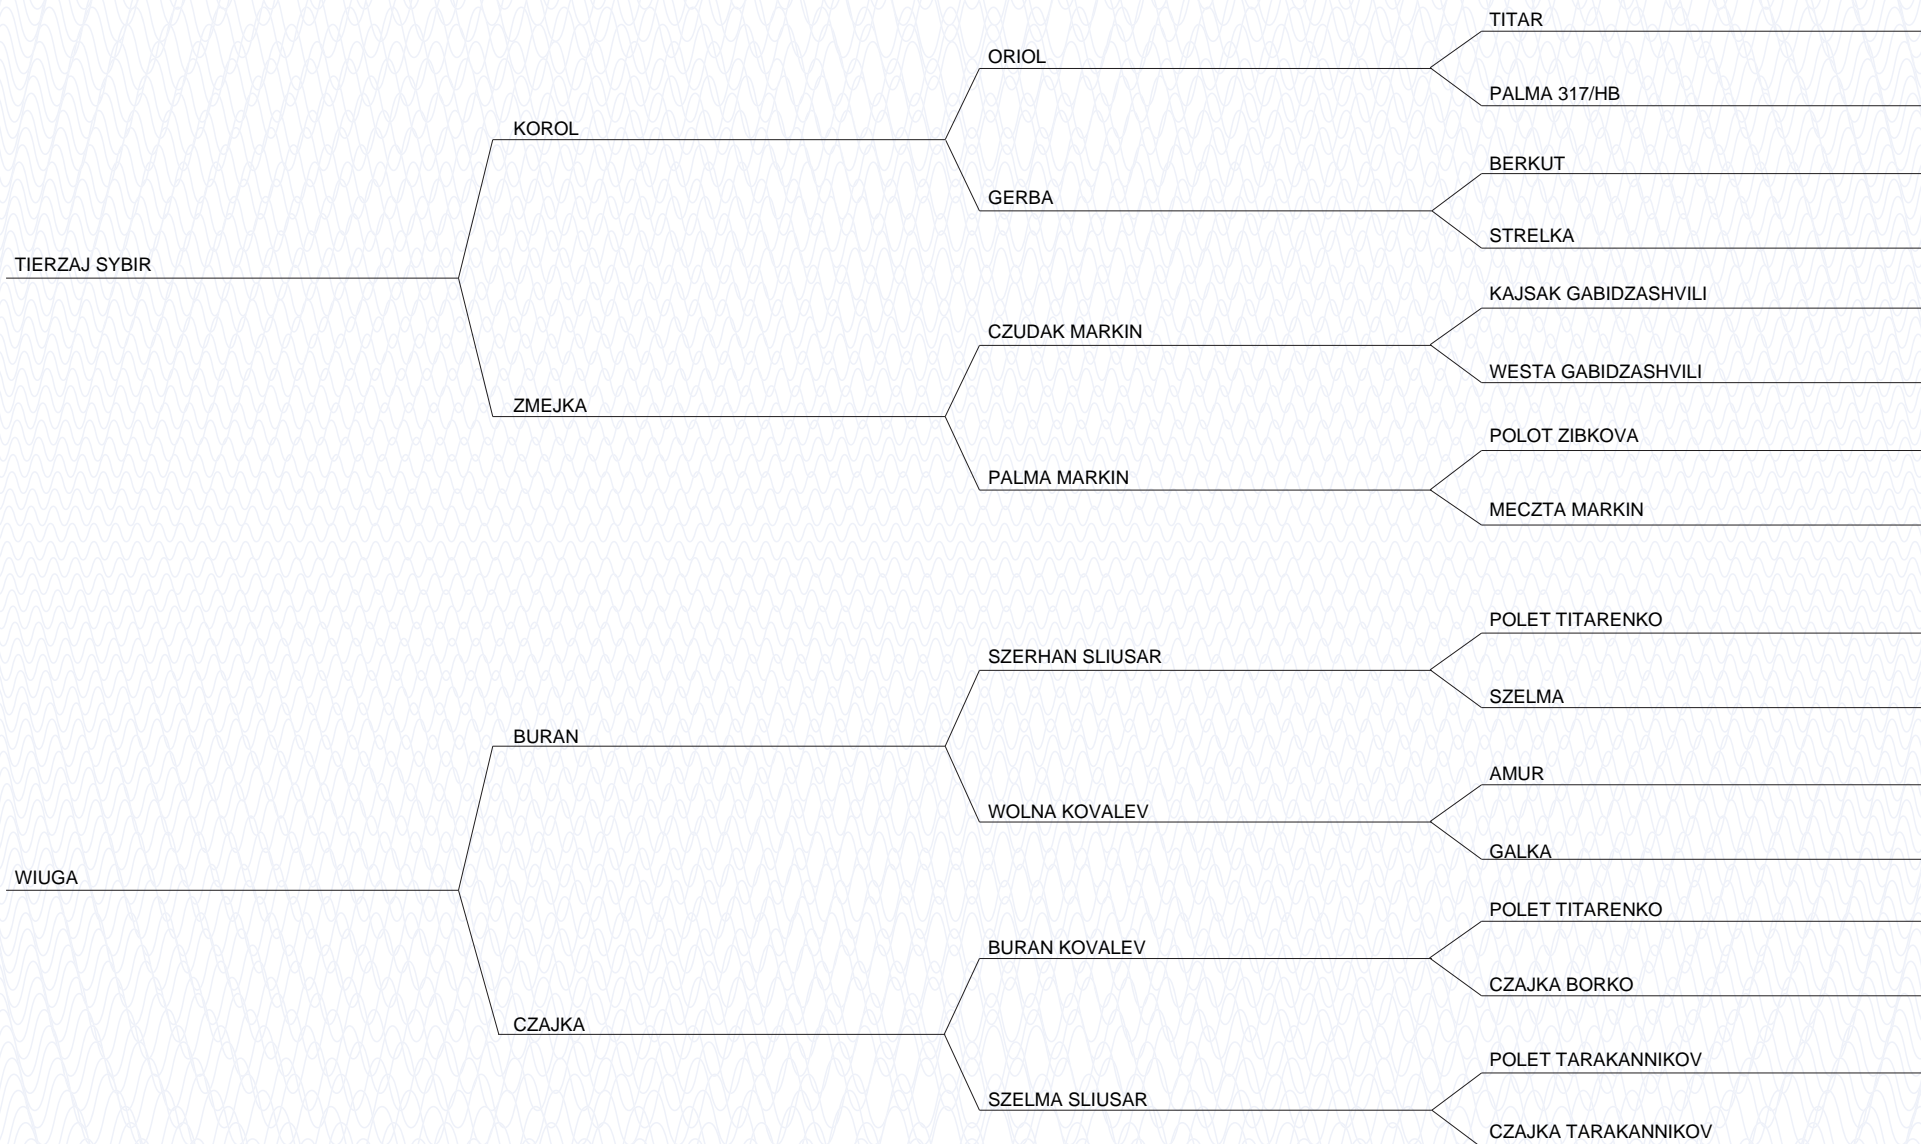 TITAR
ORIOL
PALMA 317/HB
KOROL
BERKUT
GERBA
STRELKA
TIERZAJ SYBIR
KAJSAK GABIDZASHVILI
CZUDAK MARKIN
WESTA GABIDZASHVILI
ZMEJKA
POLOT ZIBKOVA
PALMA MARKIN
MECZTA MARKIN
POLET TITARENKO
SZERHAN SLIUSAR
SZELMA
BURAN
AMUR
WOLNA KOVALEV
GALKA
WIUGA
POLET TITARENKO
BURAN KOVALEV
CZAJKA BORKO
CZAJKA
POLET TARAKANNIKOV
SZELMA SLIUSAR
CZAJKA TARAKANNIKOV